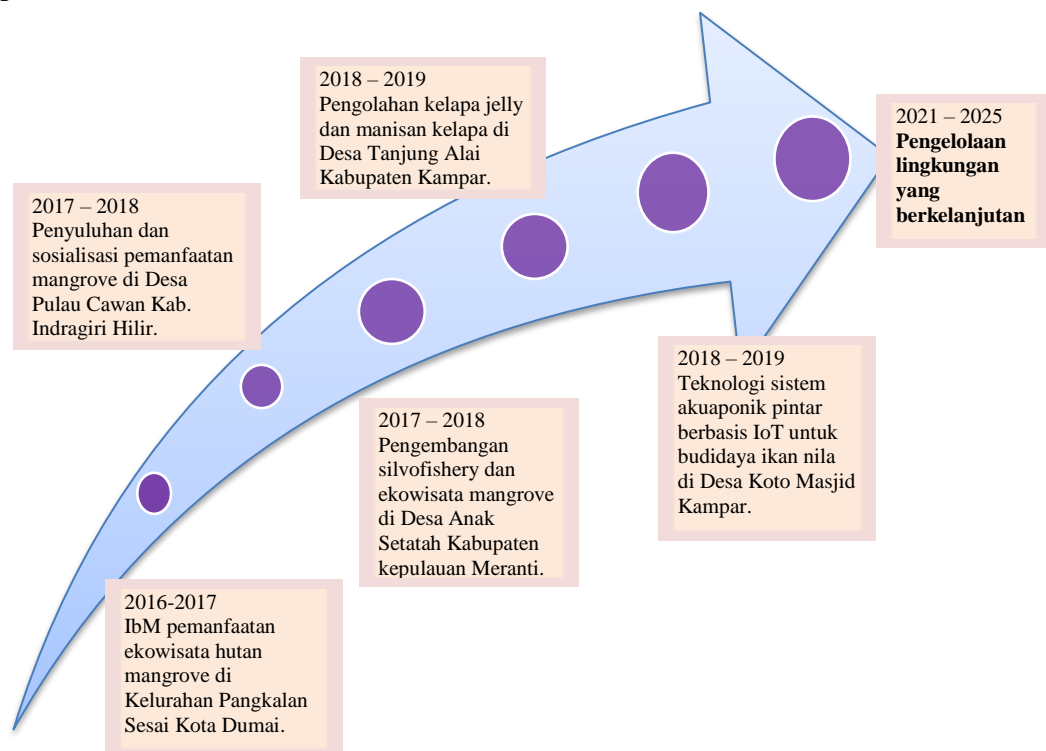 2016-2017
IbM pemanfaatan
ekowisata hutan
mangrove di
Kelurahan Pangkalan
Sesai Kota Dumai.
2017 – 2018
Penyuluhan dan
sosialisasi pemanfaatan
mangrove di Desa
Pulau Cawan Kab.
Indragiri Hilir.
2017 – 2018
Pengembangan
silvofishery dan
ekowisata mangrove
di Desa Anak
Setatah Kabupaten
kepulauan Meranti.
2018 – 2019
Pengolahan kelapa jelly
dan manisan kelapa di
Desa Tanjung Alai
Kabupaten Kampar.
2018 – 2019
Teknologi sistem
akuaponik pintar
berbasis IoT untuk
budidaya ikan nila
di Desa Koto Masjid
Kampar.
2021 – 2025
Pengelolaan
lingkungan
yang
berkelanjutan